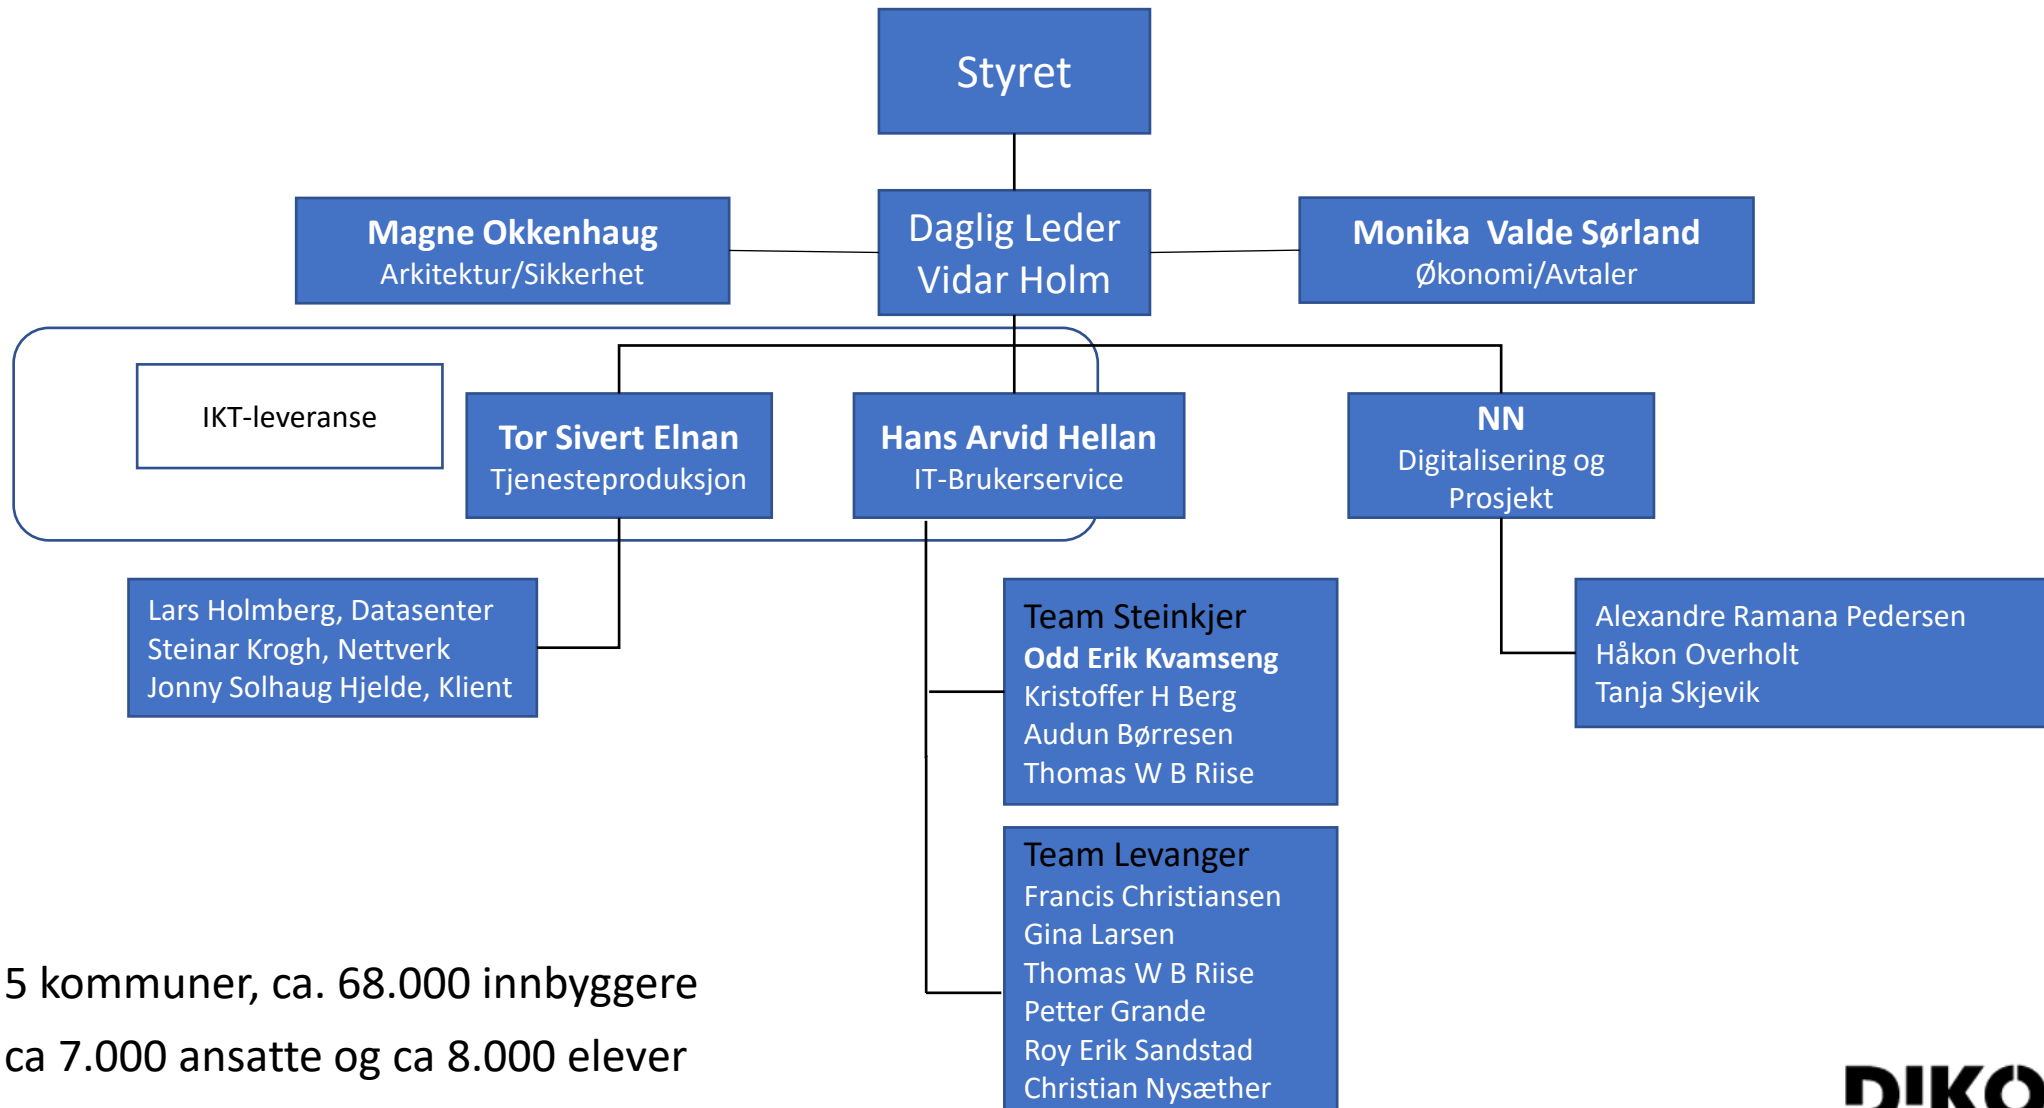 Styret
Magne Okkenhaug
Arkitektur/Sikkerhet
Daglig Leder
Vidar Holm
Monika  Valde Sørland
Økonomi/Avtaler
IKT-leveranse
Tor Sivert Elnan
Tjenesteproduksjon
Hans Arvid Hellan
IT-Brukerservice
NN
Digitalisering og
Prosjekt
Lars Holmberg, Datasenter
Steinar Krogh, Nettverk
Jonny Solhaug Hjelde, Klient
Team Steinkjer
Odd Erik Kvamseng
Kristoffer H Berg
Audun Børresen
Thomas W B Riise
Alexandre Ramana Pedersen
Håkon Overholt
Tanja Skjevik
Team Levanger
Francis Christiansen
Gina Larsen
Thomas W B Riise
Petter Grande
Roy Erik Sandstad
Christian Nysæther
5 kommuner, ca. 68.000 innbyggere
ca 7.000 ansatte og ca 8.000 elever
DIKO